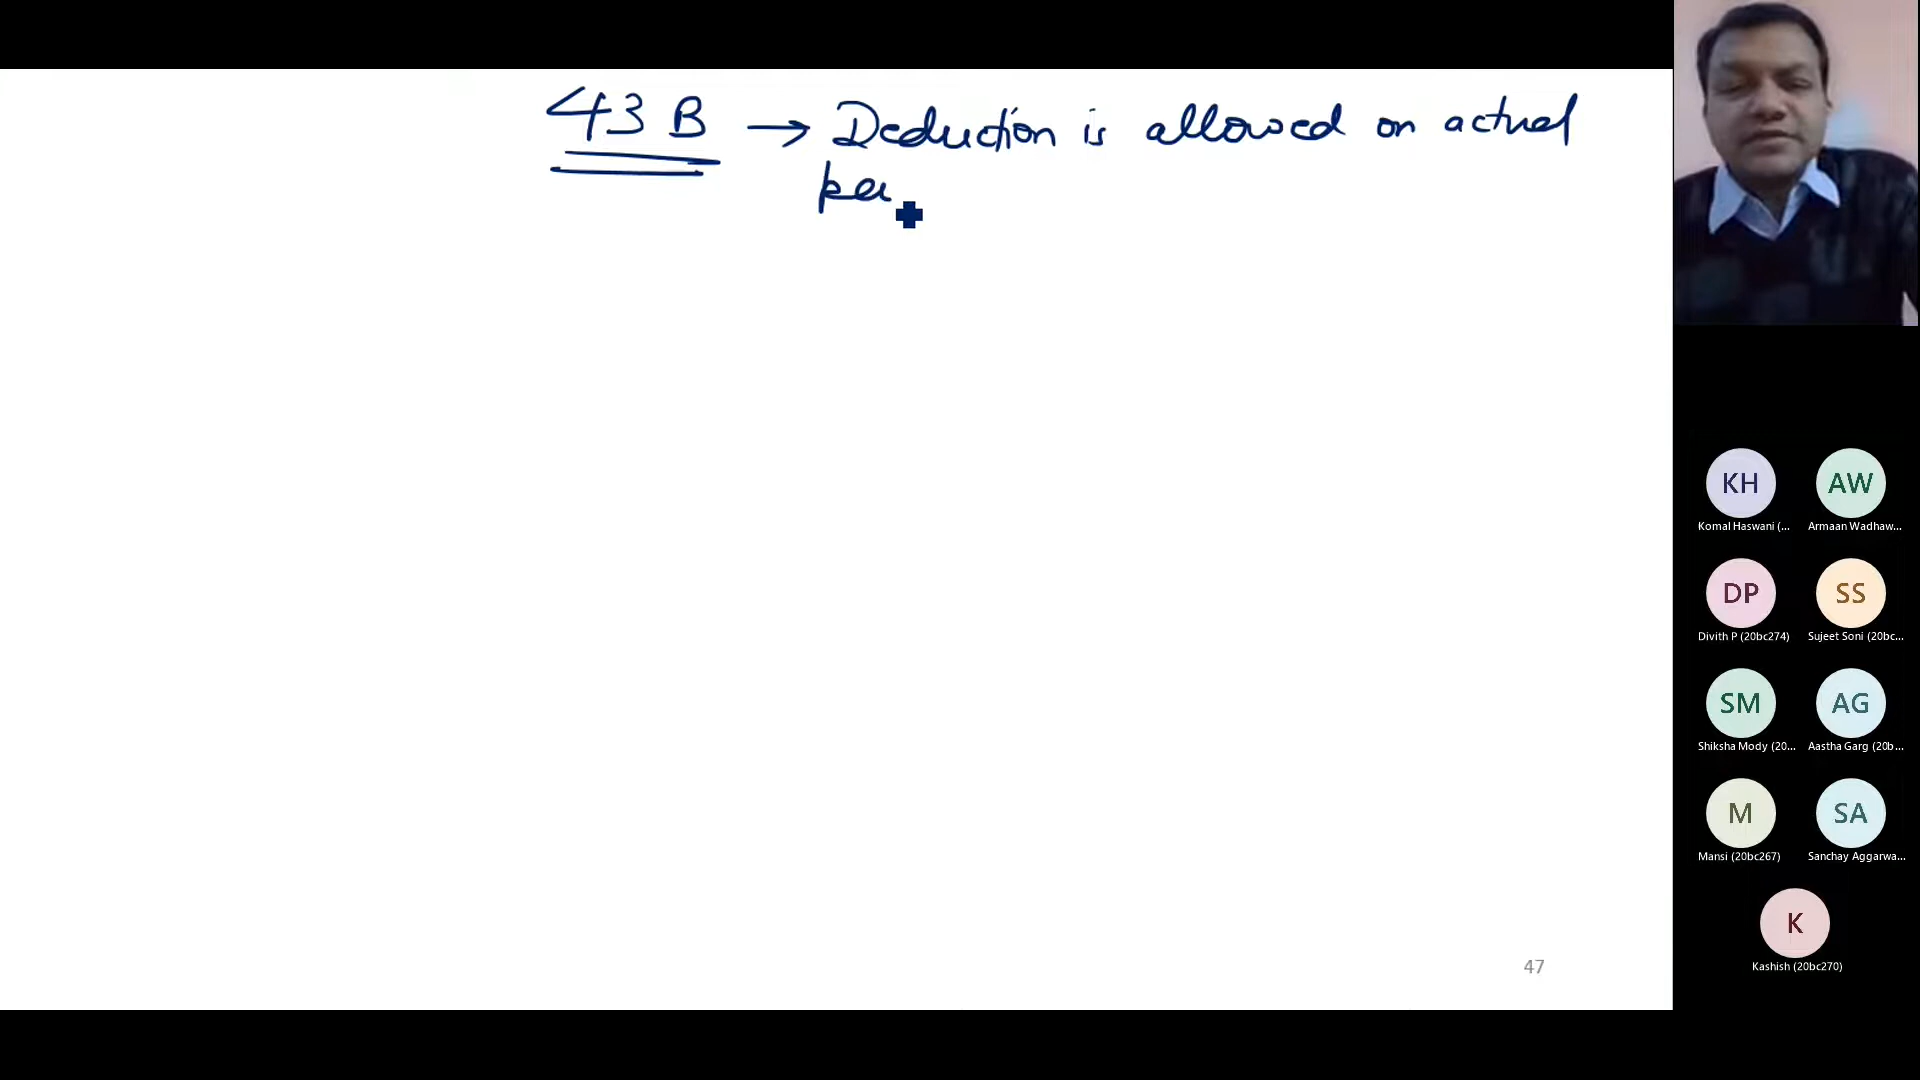 43 B → Deduction is allowed on actual
pa
47
KH
AW
Komal Haswani (...
Armaan Wadhaw...
DP
SS
Divith P (20bc274)
Sujeet Soni (20bc...
SM
AG
Shiksha Mody (20...
Aastha Garg (20b...
M
SA
Mansi (20bc267)
Sanchay Aggarwa...
K
Kashish (20bc270)